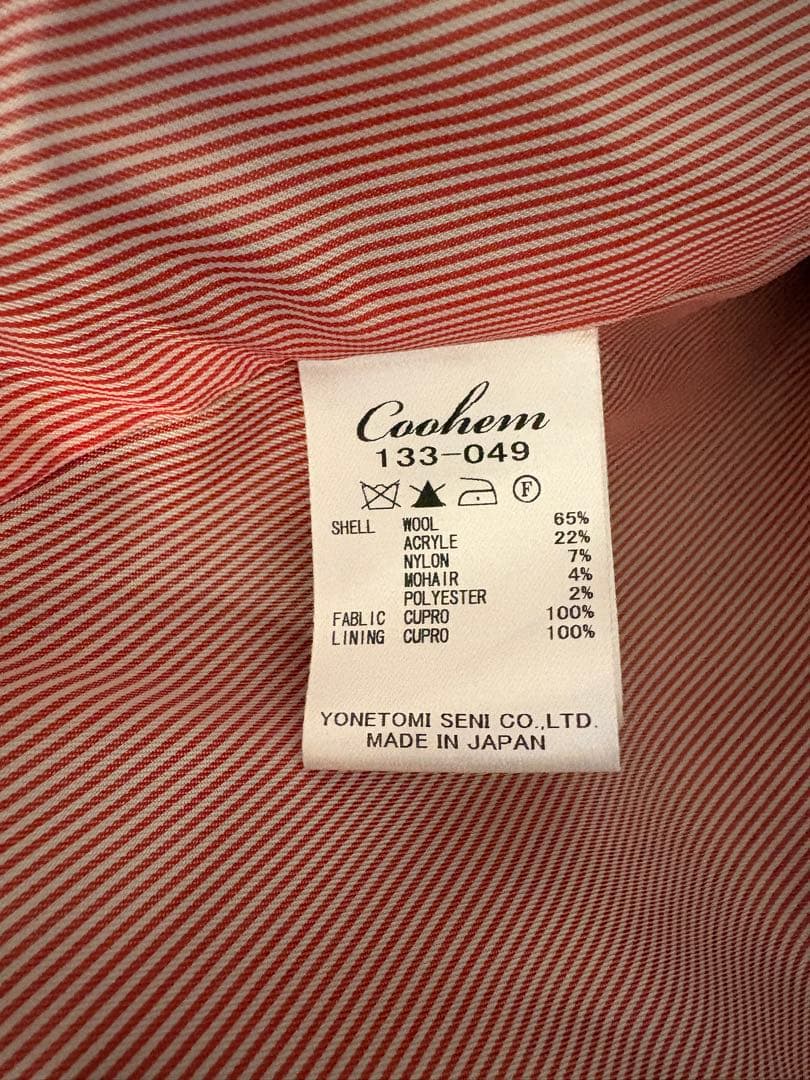 Coohem
133-049
F
SHELL WOOL 65%
ACRYLE 22%
NYLON 7%
MOHAIR 4%
POLYESTER 2%
FABLIC CUPRO 100%
LINING CUPRO 100%
YONETOMI SENI CO.,LTD.
MADE IN JAPAN